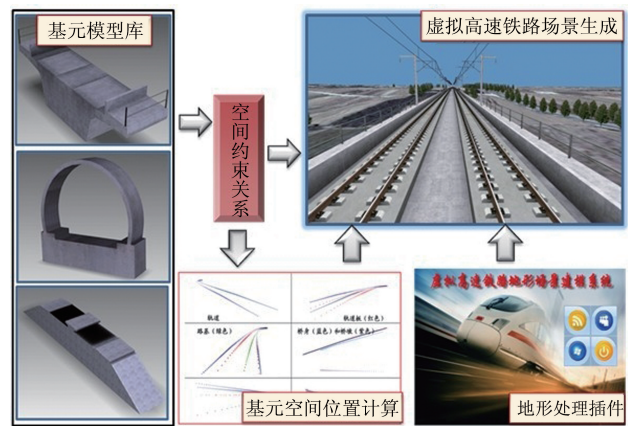 基元模型库
虚拟高速铁路场景生成
空间约束关系
轨道
轨道板（红色）
路基（绿色）
桥身（蓝色）和桥墩（紫色）
基元空间位置计算
虚拟高速铁路地形场景建模系统
地形处理插件